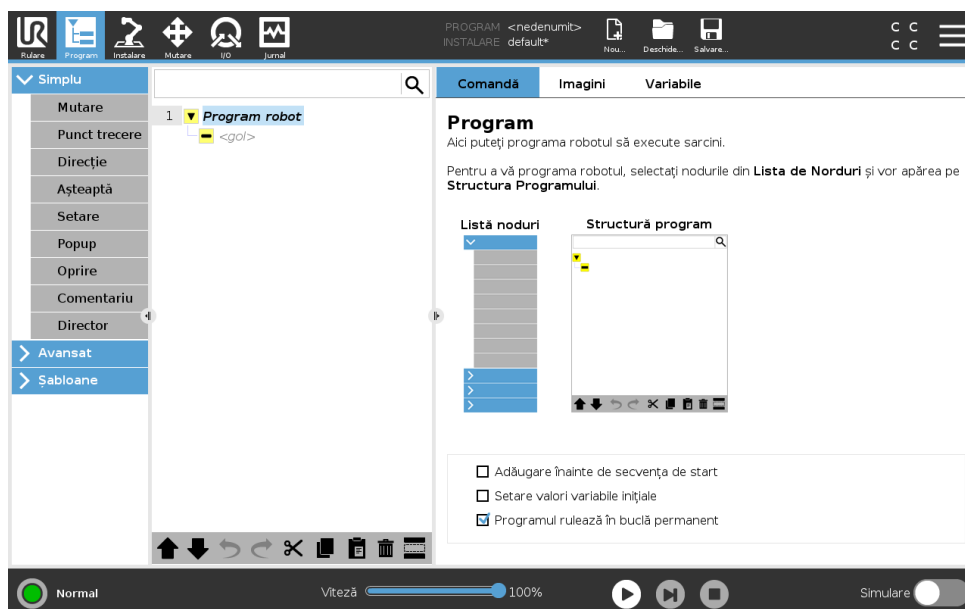 PROGRAM <nedenumit>
INSTALARE default*
C C
C C
Rulare Program Instalare Mutare I/O Jurnal Nou... Deschide... Salvare...
Simplu
Mutare
Punct trecere
Direcție
Așteaptă
Setare
Popup
Oprire
Comentariu
Director
Avansat
Șabloane
1 Program robot
<gol>
Comandă Imagini Variabile
Program
Aici puteți programa robotul să execute sarcini.
Pentru a vă programa robotul, selectați nodurile din Lista de Norduri și vor apărea pe
Structura Programului.
Listă noduri Structură program
Adăugare înainte de secvența de start
Setare valori variabile inițiale
Programul rulează în buclă permanent
Normal Viteză 100% Simulare